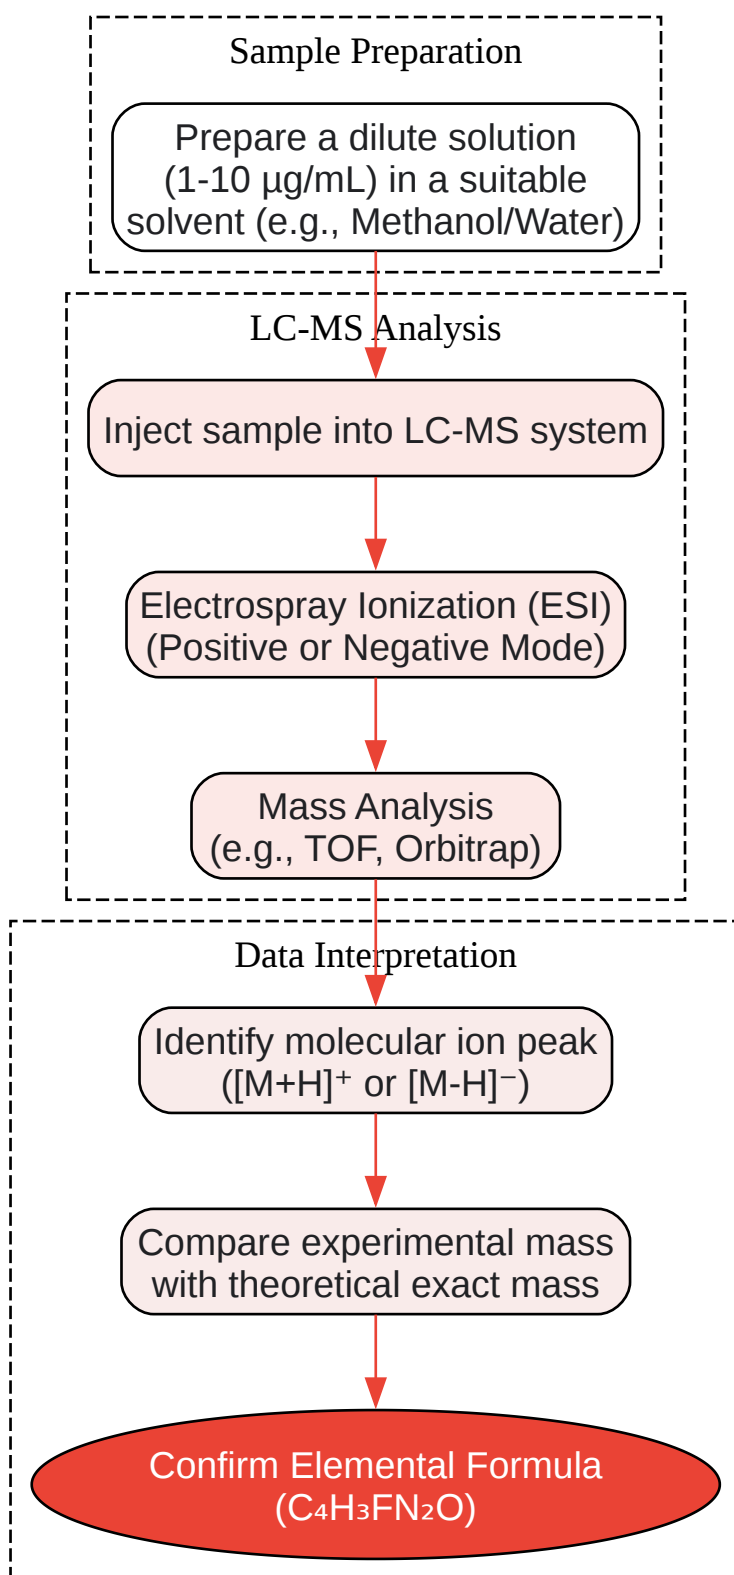 Sample Preparation
Prepare a dilute solution
(1-10 µg/mL) in a suitable
solvent (e.g., Methanol/Water)
LC-MS Analysis
Inject sample into LC-MS system
Electrospray Ionization (ESI)
(Positive or Negative Mode)
Mass Analysis
(e.g., TOF, Orbitrap)
Data Interpretation
Identify molecular ion peak
([M+H]⁺ or [M-H]⁻)
Compare experimental mass
with theoretical exact mass
Confirm Elemental Formula
(C₄H₃FN₂O)